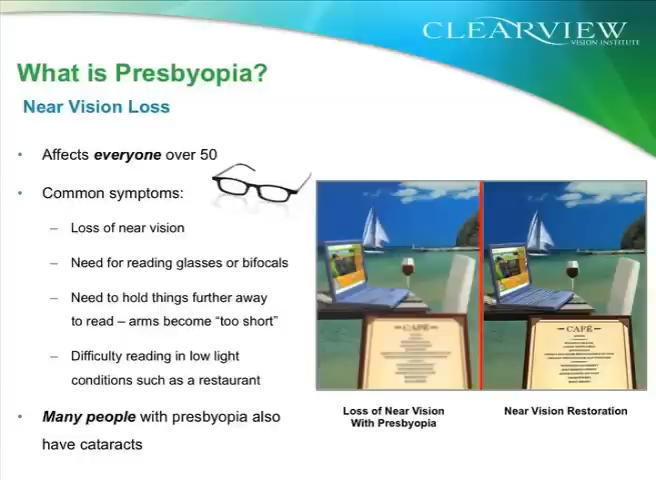 CLEARVIEW
VISION INSTITUTE
What is Presbyopia?
Near Vision Loss
• Affects everyone over 50
• Common symptoms:
– Loss of near vision
– Need for reading glasses or bifocals
– Need to hold things further away
to read – arms become “too short”
– Difficulty reading in low light
conditions such as a restaurant
• Many people with presbyopia also
have cataracts
CAFÉ
CAFÉ
Loss of Near Vision
With Presbyopia
Near Vision Restoration